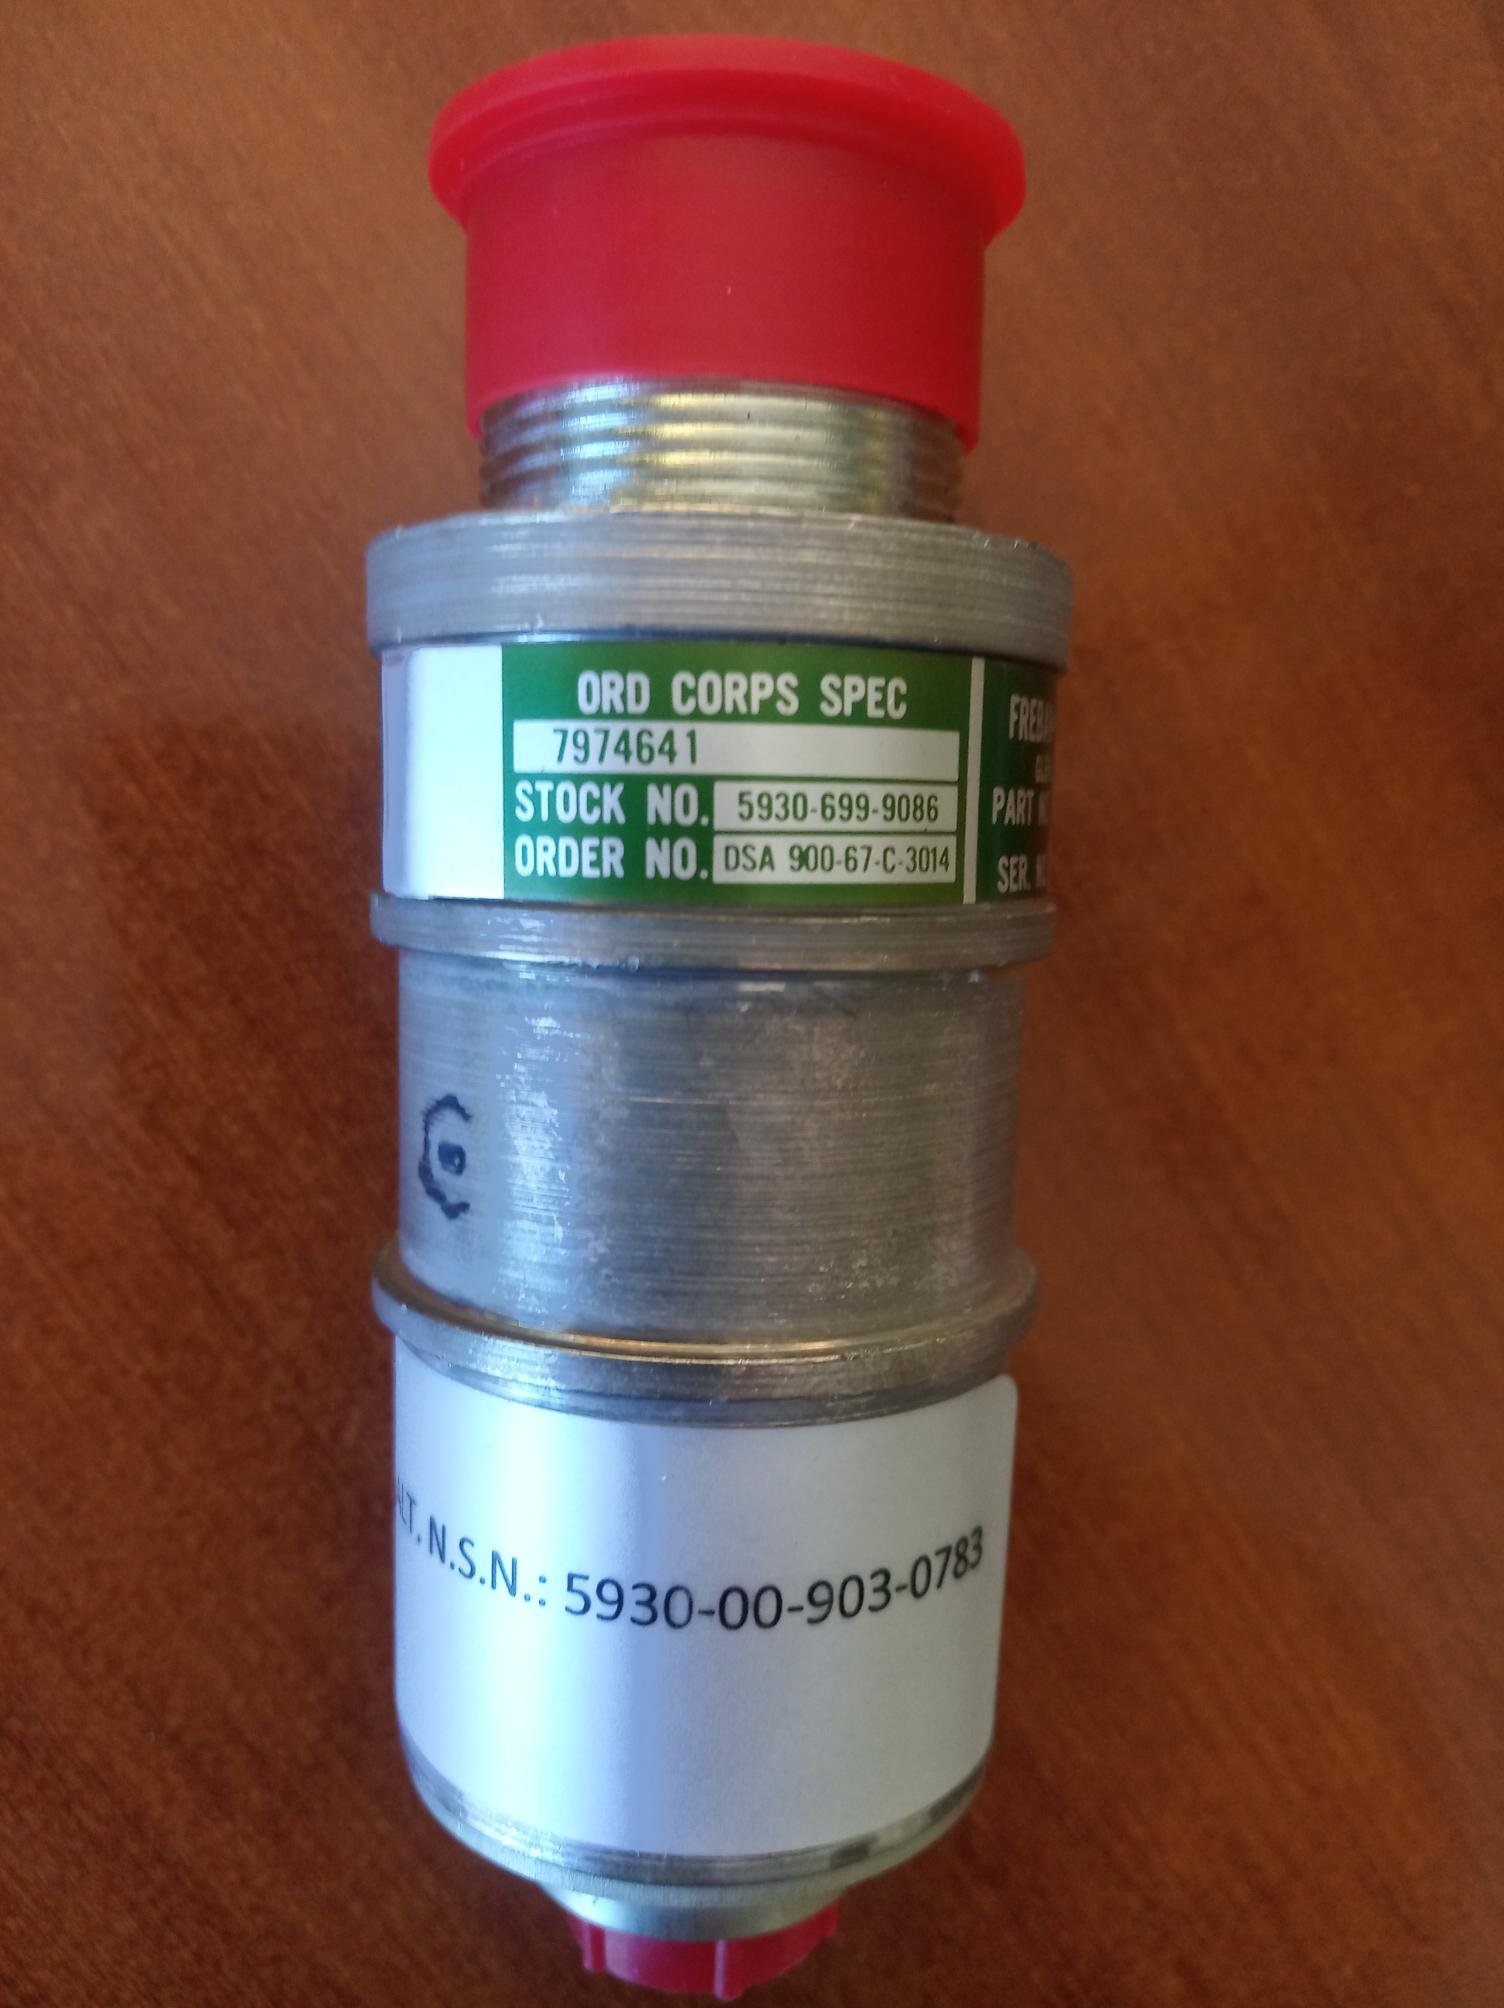 ORD CORPS SPEC
7974641
STOCK NO. 5930-699-9086
ORDER NO. DSA 900-67-C-3014
PART
SER.
N.S.N.: 5930-00-903-0783